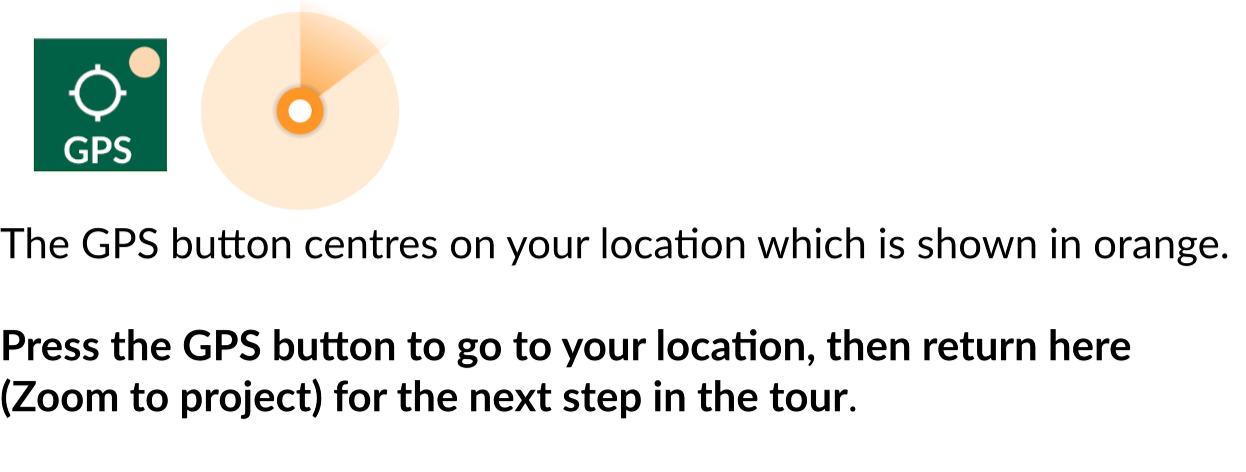 GPS
The GPS button centres on your location which is shown in orange.
Press the GPS button to go to your location, then return here
(Zoom to project) for the next step in the tour.